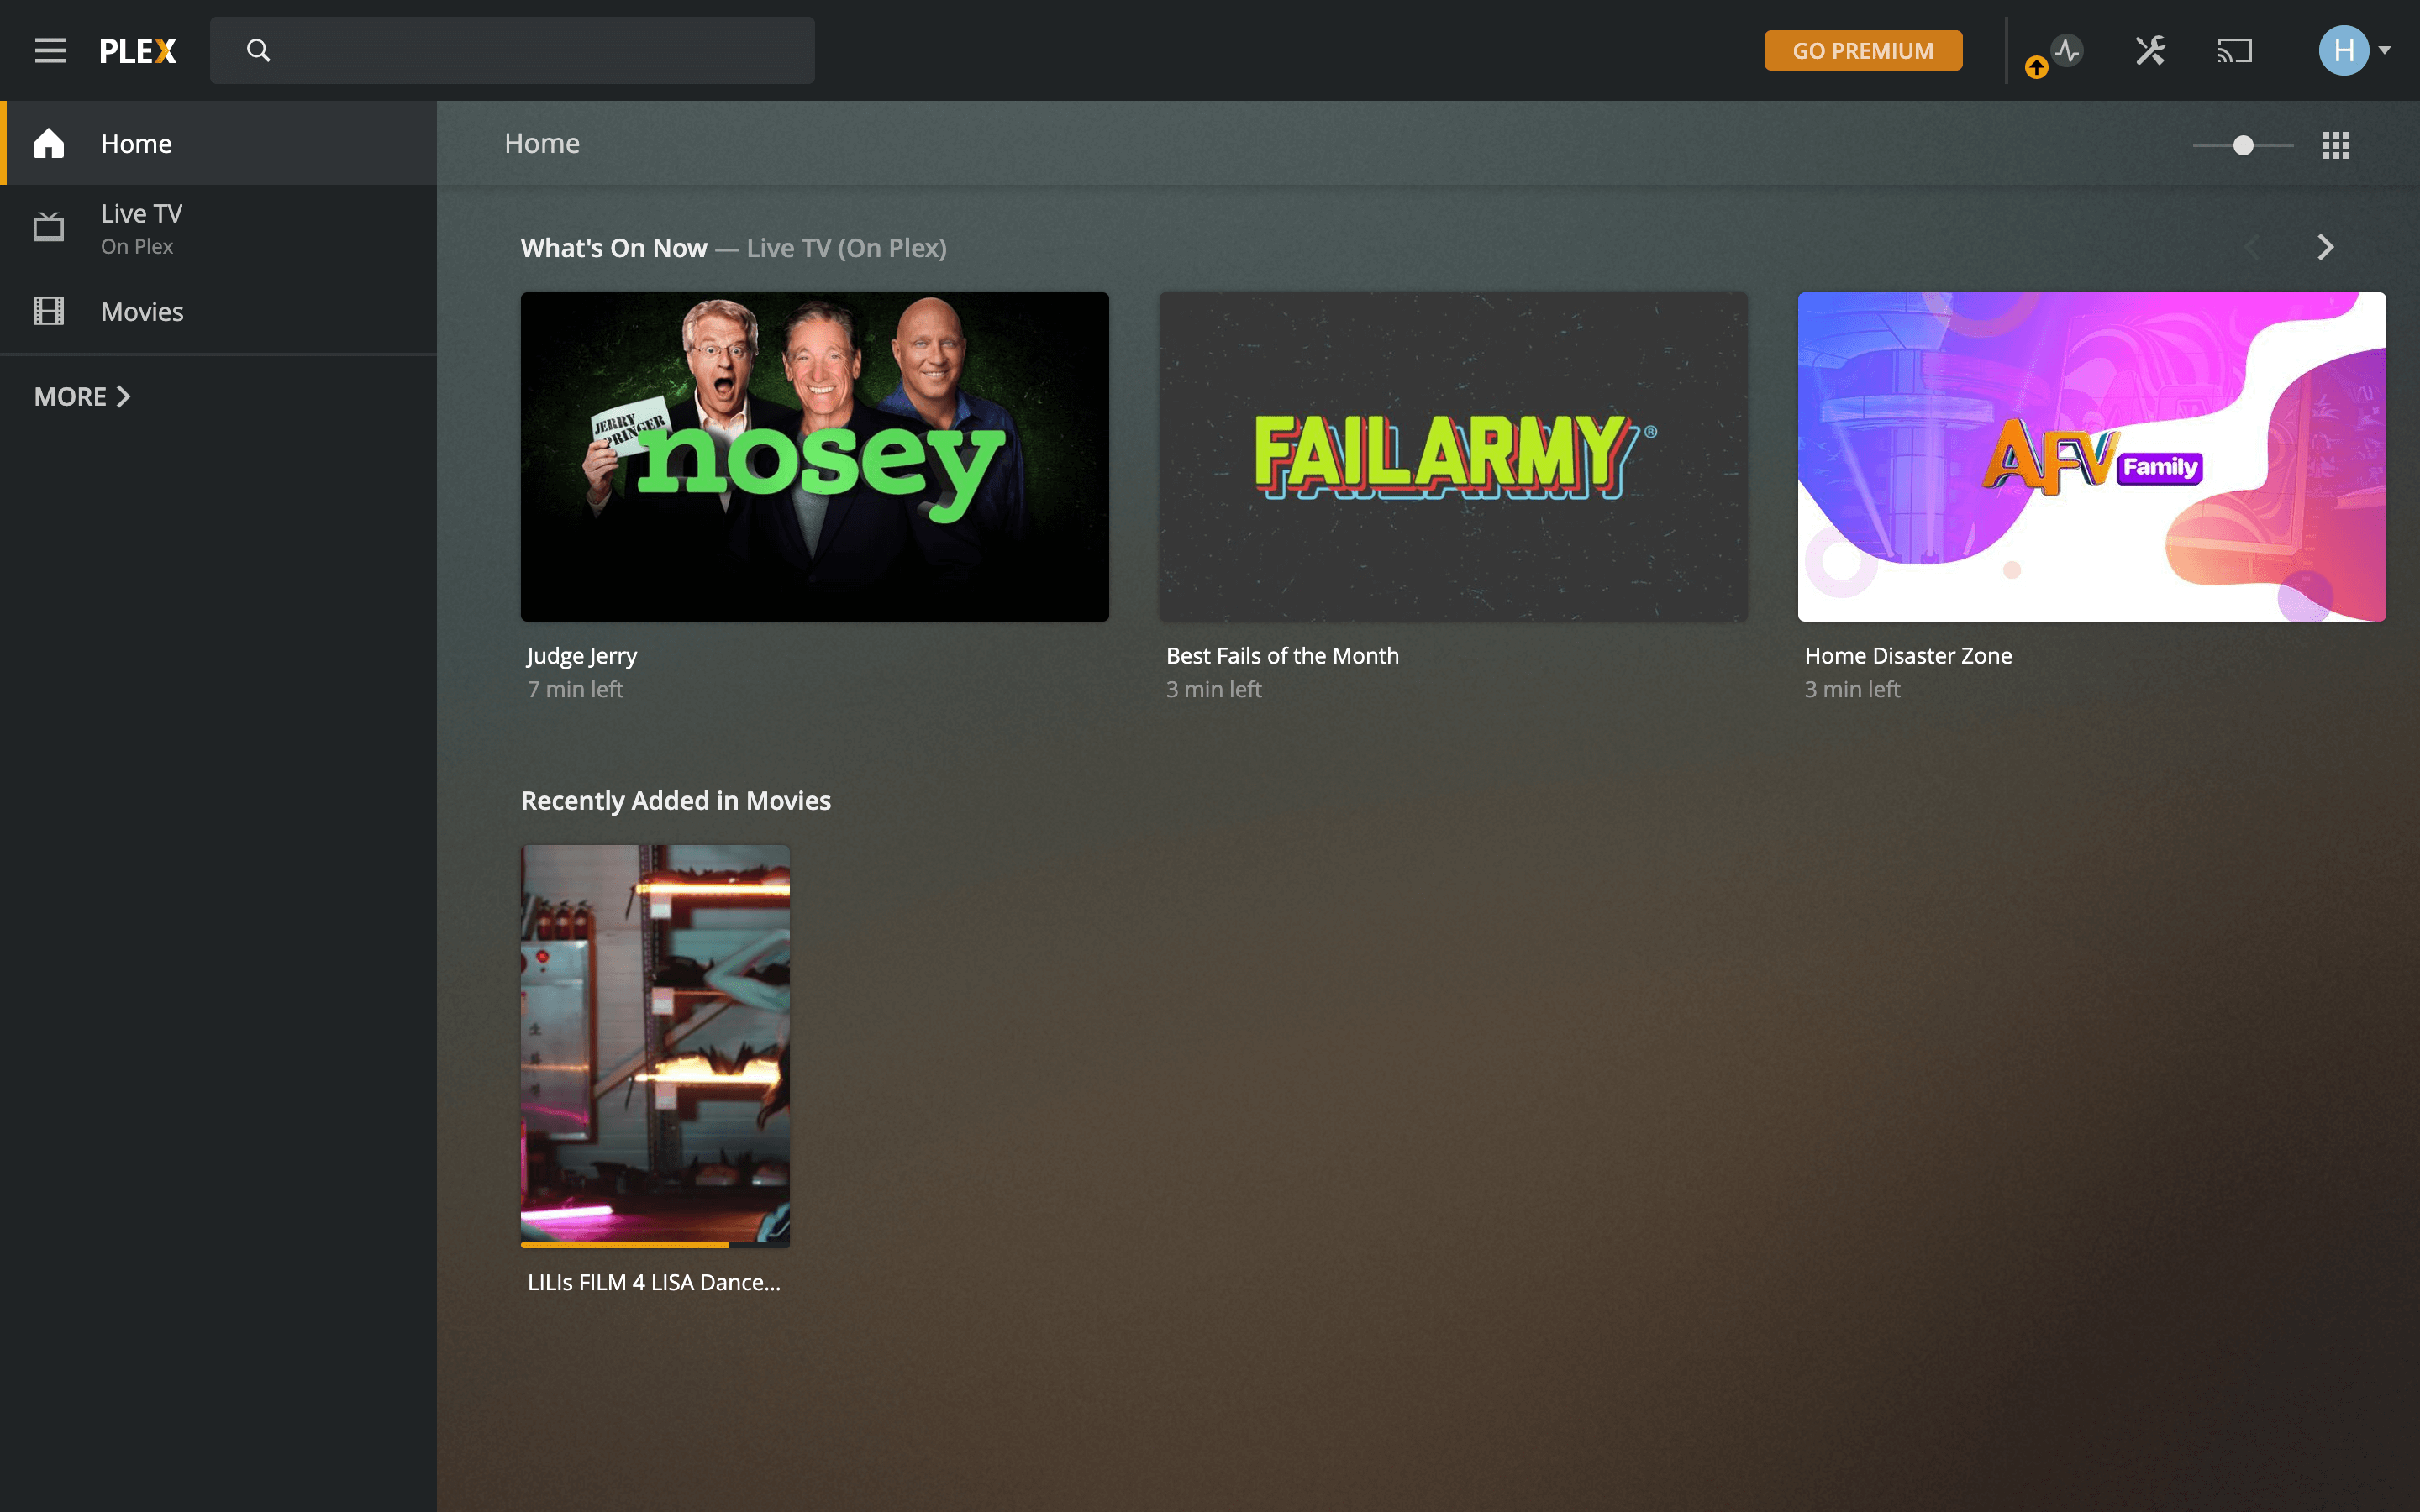 PLEX
GO PREMIUM
H
Home
Live TV
On Plex
Movies
MORE
Home
What's On Now — Live TV (On Plex)
JERRY
nosey
FAILARMY®
AFV Family
Judge Jerry
7 min left
Best Fails of the Month
3 min left
Home Disaster Zone
3 min left
Recently Added in Movies
LILIs FILM 4 LISA Dance...